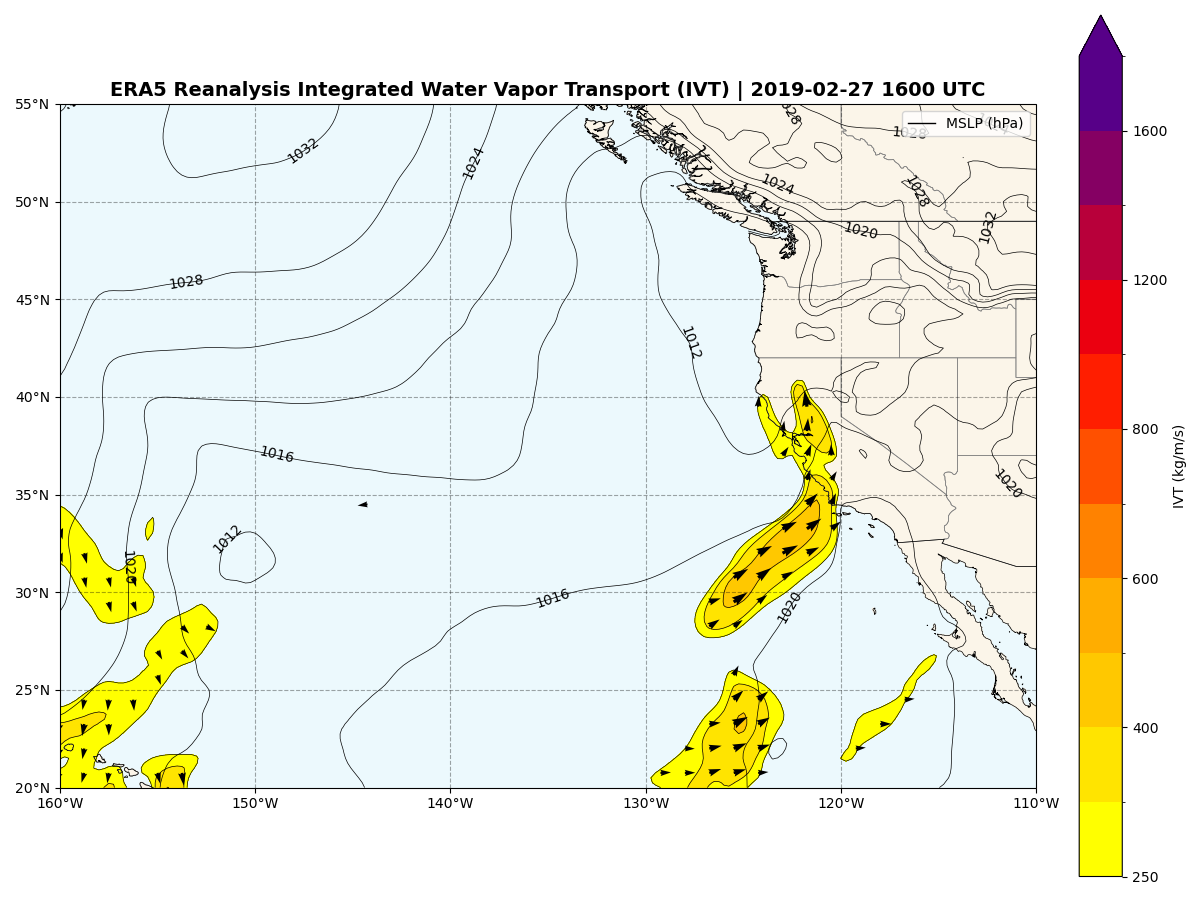 ERA5 Reanalysis Integrated Water Vapor Transport (IVT) | 2019-02-27 1600 UTC
MSLP (hPa)
55°N
50°N
45°N
40°N
35°N
30°N
25°N
20°N
160°W
150°W
140°W
130°W
120°W
110°W
1032
1024
1028
1016
1012
1020
1016
1012
1020
1024
1020
1028
1028
1028
1032
1020
1600
1200
800
600
400
250
IVT (kg/m/s)